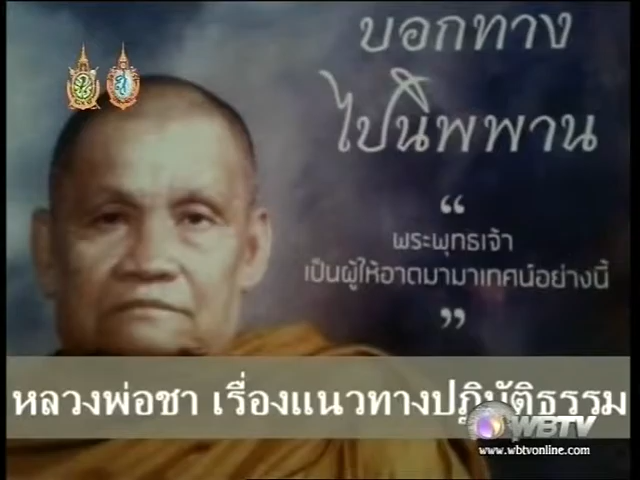 บอกทาง
ไปนิพพาน
“
พระพุทธเจ้า
เป็นผู้ให้อาตมามาเทศน์อย่างนี้
”
หลวงพ่อชา เรื่องแนวทางปฏิบัติธรรม
WBTV
www.wbtvonline.com